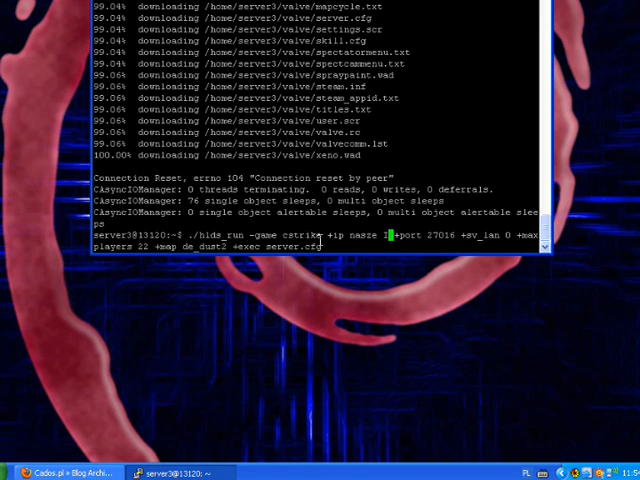 99.04%  downloading /home/server3/valve/mapcycle.txt
99.04%  downloading /home/server3/valve/server.cfg
99.04%  downloading /home/server3/valve/settings.scr
99.04%  downloading /home/server3/valve/skill.cfg
99.04%  downloading /home/server3/valve/spectatormenu.txt
99.04%  downloading /home/server3/valve/spectcammenu.txt
99.06%  downloading /home/server3/valve/spraypaint.wad
99.06%  downloading /home/server3/valve/steam.inf
99.06%  downloading /home/server3/valve/steam_appid.txt
99.06%  downloading /home/server3/valve/titles.txt
99.06%  downloading /home/server3/valve/user.scr
99.06%  downloading /home/server3/valve/valve.rc
99.06%  downloading /home/server3/valve/valvecomm.lst
100.00%  downloading /home/server3/valve/xeno.wad
Connection Reset, errno 104 "Connection reset by peer"
CAsyncIOManager: 0 threads terminating.  0 reads, 0 writes, 0 deferrals.
CAsyncIOManager: 76 single object sleeps, 0 multi object sleeps
CAsyncIOManager: 0 single object alertable sleeps, 0 multi object alertable slee
ps
server3@13120:~$ ./hlds_run -game cstrike +ip nasze I +port 27016 +sv_lan 0 +max
players 22 +map de_dust2 +exec server.cfg
Cados.pl » Blog Archi...
server3@13120: ~
PL
11:54